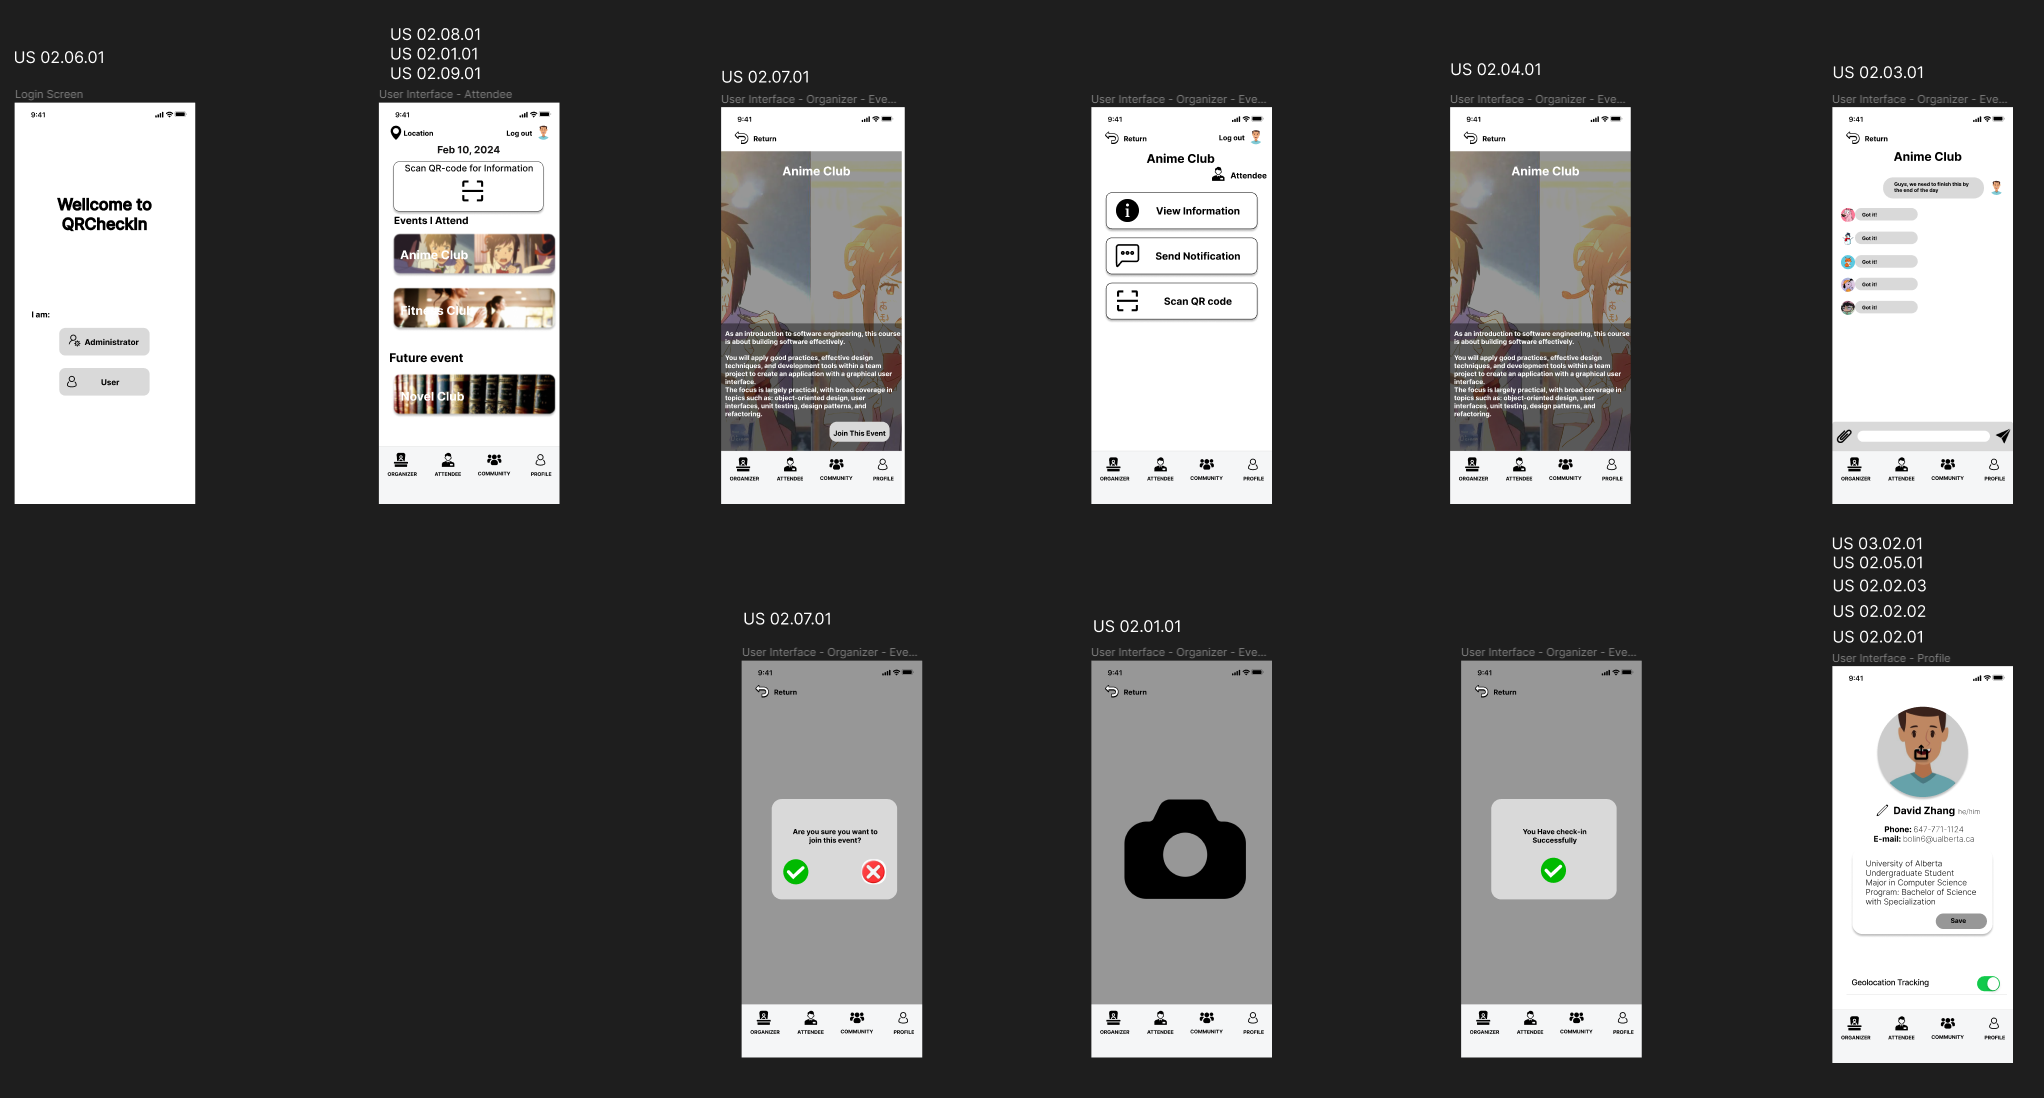 US 02.06.01
Login Screen
9:41
Wellcome to
QRCheckIn
I am:
Administrator
User
US 02.08.01
US 02.01.01
US 02.09.01
User Interface - Attendee
9:41
Location
Log out
Feb 10, 2024
Scan QR-code for Information
Events I Attend
Anime Club
Fitness Club
Future event
Novel Club
ORGANIZER ATTENDEE COMMUNITY PROFILE
US 02.07.01
User Interface - Organizer - Eve...
9:41
Return
Anime Club
As an introduction to software engineering, this course
is about building software effectively.
You will apply good practices, effective design
techniques, and development tools within a team
project to create an application with a graphical user
interface.
The focus is largely practical, with broad coverage in
topics such as: object-oriented design, user
interfaces, unit testing, design patterns, and
refactoring.
Join This Event
ORGANIZER ATTENDEE COMMUNITY PROFILE
User Interface - Organizer - Eve...
9:41
Return
Log out
Anime Club
Attendee
View Information
Send Notification
Scan QR code
ORGANIZER ATTENDEE COMMUNITY PROFILE
US 02.04.01
User Interface - Organizer - Eve...
9:41
Return
Anime Club
As an introduction to software engineering, this course
is about building software effectively.
You will apply good practices, effective design
techniques, and development tools within a team
project to create an application with a graphical user
interface.
The focus is largely practical, with broad coverage in
topics such as: object-oriented design, user
interfaces, unit testing, design patterns, and
refactoring.
ORGANIZER ATTENDEE COMMUNITY PROFILE
US 02.03.01
User Interface - Organizer - Eve...
9:41
Return
Anime Club
Guys, we need to finish this by
the end of the day
Got it!
Got it!
Got it!
Got it!
Got it!
ORGANIZER ATTENDEE COMMUNITY PROFILE
US 02.07.01
User Interface - Organizer - Eve...
9:41
Return
Are you sure you want to
join this event?
ORGANIZER ATTENDEE COMMUNITY PROFILE
US 02.01.01
User Interface - Organizer - Eve...
9:41
Return
ORGANIZER ATTENDEE COMMUNITY PROFILE
User Interface - Organizer - Eve...
9:41
Return
You Have check-in
Successfully
ORGANIZER ATTENDEE COMMUNITY PROFILE
US 03.02.01
US 02.05.01
US 02.02.03
US 02.02.02
US 02.02.01
User Interface - Profile
9:41
David Zhang he/him
Phone: 647-771-1124
E-mail: bolin6@ualberta.ca
University of Alberta
Undergraduate Student
Major in Computer Science
Program: Bachelor of Science
with Specialization
Save
Geolocation Tracking
ORGANIZER ATTENDEE COMMUNITY PROFILE